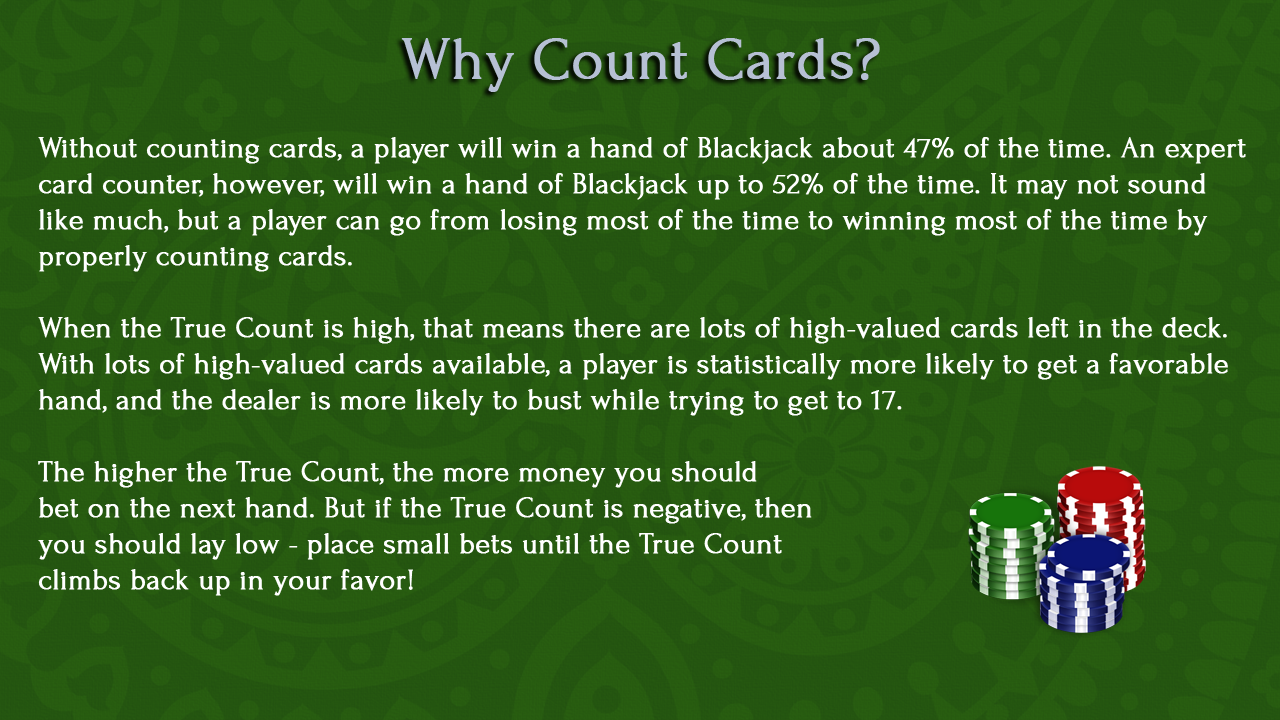 Why Count Cards?
Without counting cards, a player will win a hand of Blackjack about 47% of the time. An expert
card counter, however, will win a hand of Blackjack up to 52% of the time. It may not sound
like much, but a player can go from losing most of the time to winning most of the time by
properly counting cards.
When the True Count is high, that means there are lots of high-valued cards left in the deck.
With lots of high-valued cards available, a player is statistically more likely to get a favorable
hand, and the dealer is more likely to bust while trying to get to 17.
The higher the True Count, the more money you should
bet on the next hand. But if the True Count is negative, then
you should lay low - place small bets until the True Count
climbs back up in your favor!